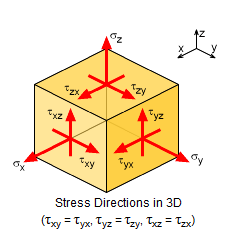 σz
z
x
y
τzx
τzy
τxz
τyz
τxy
τyx
σx
σy
Stress Directions in 3D
(τxy = τyx, τyz = τzy, τxz = τzx)